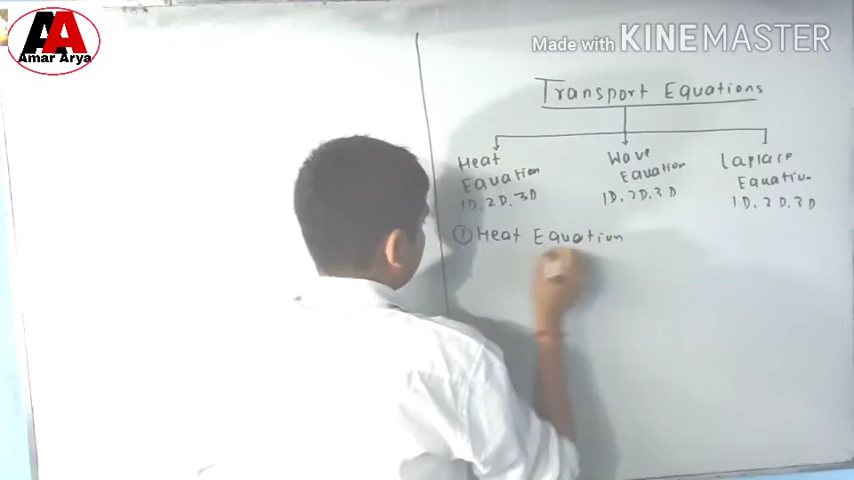 AA
Amar Arya
Made with KINEMASTER
Transport Equations
Heat
Equation
1D, 2D, 3D
Wave
Equation
1D, 2D, 3D
Laplace
Equation
1D, 2D, 3D
① Heat Equation